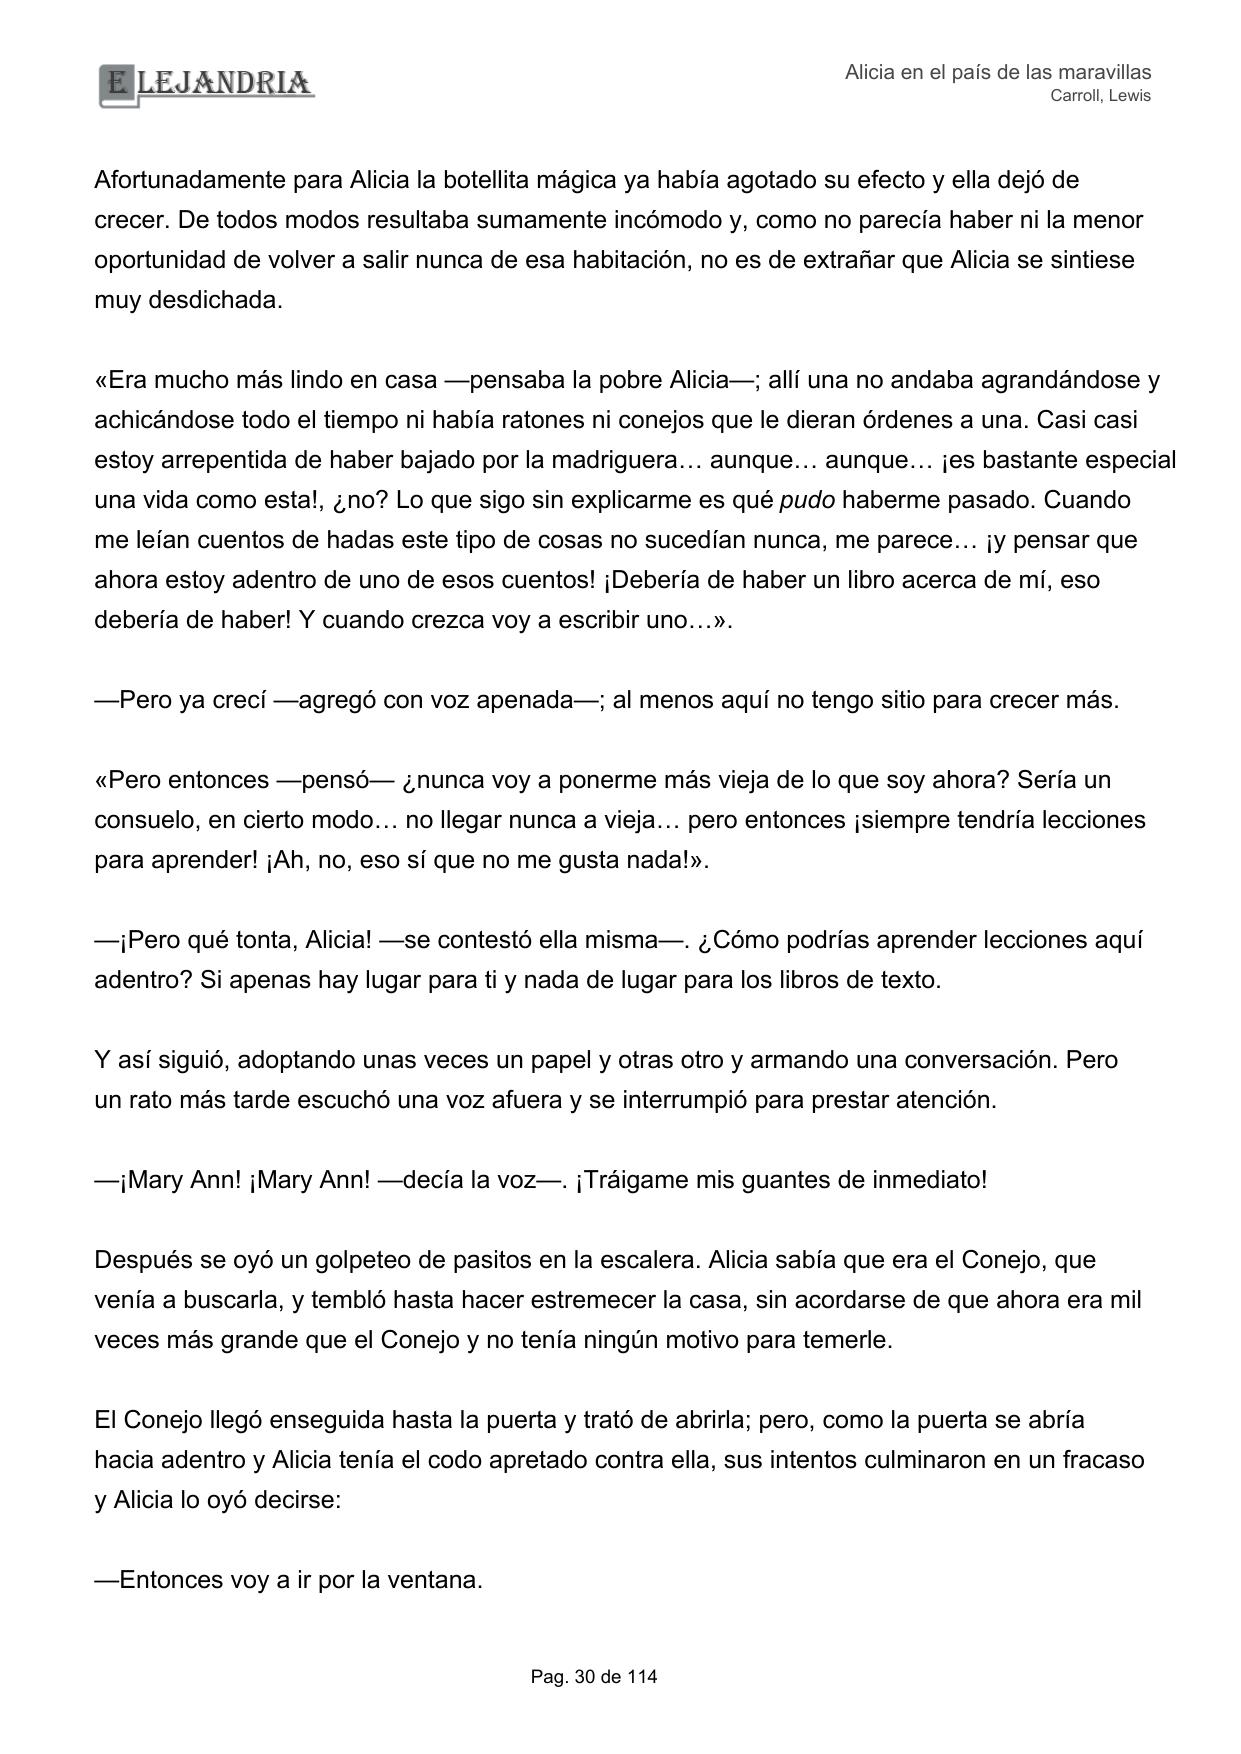 ELEJANDRIA
Alicia en el país de las maravillas
Carroll, Lewis
Afortunadamente para Alicia la botellita mágica ya había agotado su efecto y ella dejó de
crecer. De todos modos resultaba sumamente incómodo y, como no parecía haber ni la menor
oportunidad de volver a salir nunca de esa habitación, no es de extrañar que Alicia se sintiese
muy desdichada.
«Era mucho más lindo en casa —pensaba la pobre Alicia—; allí una no andaba agrandándose y
achicándose todo el tiempo ni había ratones ni conejos que le dieran órdenes a una. Casi casi
estoy arrepentida de haber bajado por la madriguera… aunque… aunque… ¡es bastante especial
una vida como esta!, ¿no? Lo que sigo sin explicarme es qué pudo haberme pasado. Cuando
me leían cuentos de hadas este tipo de cosas no sucedían nunca, me parece… ¡y pensar que
ahora estoy adentro de uno de esos cuentos! ¡Debería de haber un libro acerca de mí, eso
debería de haber! Y cuando crezca voy a escribir uno…».
—Pero ya crecí —agregó con voz apenada—; al menos aquí no tengo sitio para crecer más.
«Pero entonces —pensó— ¿nunca voy a ponerme más vieja de lo que soy ahora? Sería un
consuelo, en cierto modo… no llegar nunca a vieja… pero entonces ¡siempre tendría lecciones
para aprender! ¡Ah, no, eso sí que no me gusta nada!».
—¡Pero qué tonta, Alicia! —se contestó ella misma—. ¿Cómo podrías aprender lecciones aquí
adentro? Si apenas hay lugar para ti y nada de lugar para los libros de texto.
Y así siguió, adoptando unas veces un papel y otras otro y armando una conversación. Pero
un rato más tarde escuchó una voz afuera y se interrumpió para prestar atención.
—¡Mary Ann! ¡Mary Ann! —decía la voz—. ¡Tráigame mis guantes de inmediato!
Después se oyó un golpeteo de pasitos en la escalera. Alicia sabía que era el Conejo, que
venía a buscarla, y tembló hasta hacer estremecer la casa, sin acordarse de que ahora era mil
veces más grande que el Conejo y no tenía ningún motivo para temerle.
El Conejo llegó enseguida hasta la puerta y trató de abrirla; pero, como la puerta se abría
hacia adentro y Alicia tenía el codo apretado contra ella, sus intentos culminaron en un fracaso
y Alicia lo oyó decirse:
—Entonces voy a ir por la ventana.
Pag. 30 de 114